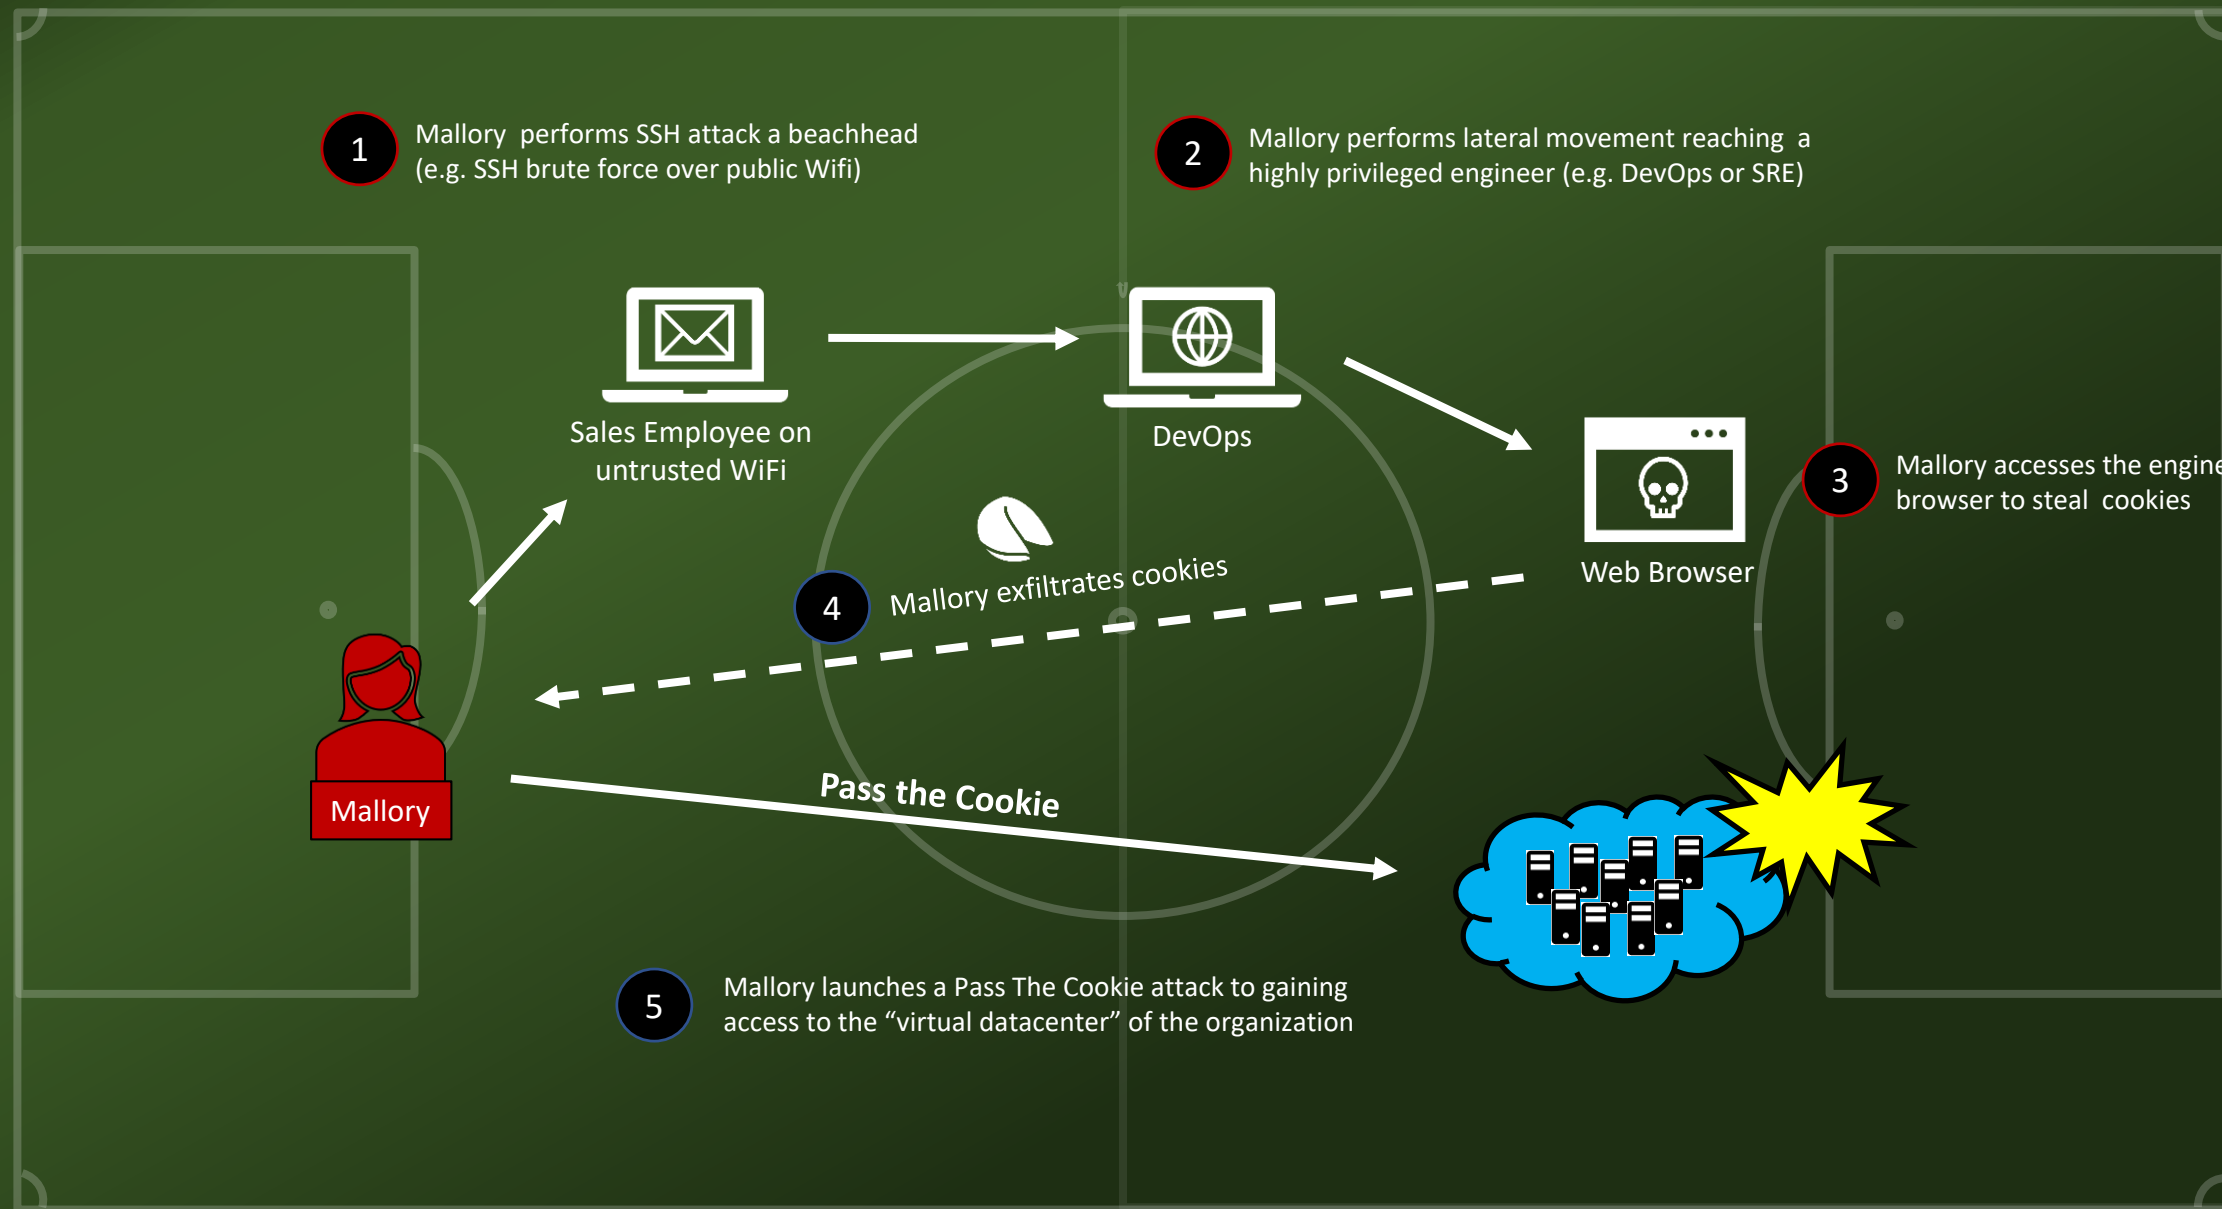 1
Mallory  performs SSH attack a beachhead
(e.g. SSH brute force over public Wifi)
2
Mallory performs lateral movement reaching  a
highly privileged engineer (e.g. DevOps or SRE)
Sales Employee on
untrusted WiFi
DevOps
3
Mallory accesses the engine
browser to steal  cookies
Web Browser
4
Mallory exfiltrates cookies
Mallory
Pass the Cookie
5
Mallory launches a Pass The Cookie attack to gaining
access to the “virtual datacenter” of the organization